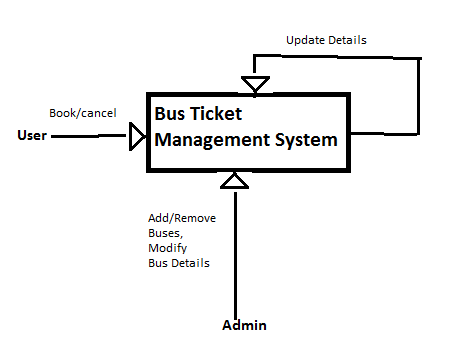 Update Details
Book/cancel
User
Bus Ticket
Management System
Add/Remove
Buses,
Modify
Bus Details
Admin